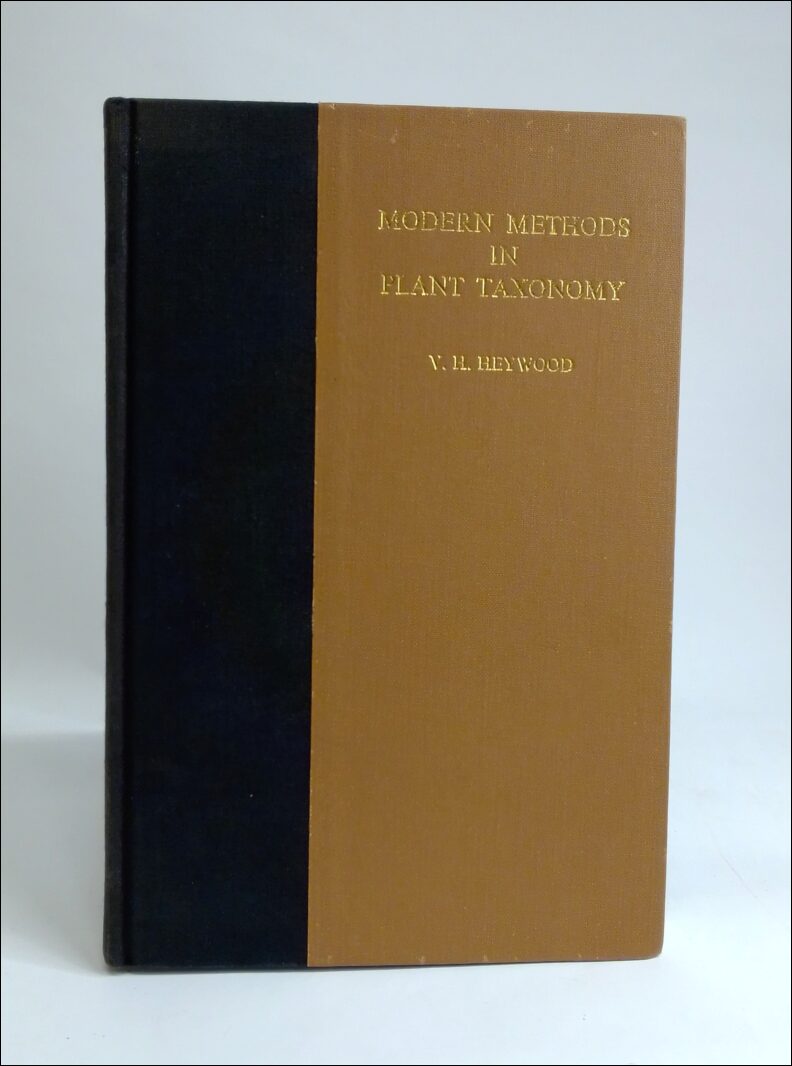 MODERN METHODS
IN
PLANT TAXONOMY
V. H. HEYWOOD